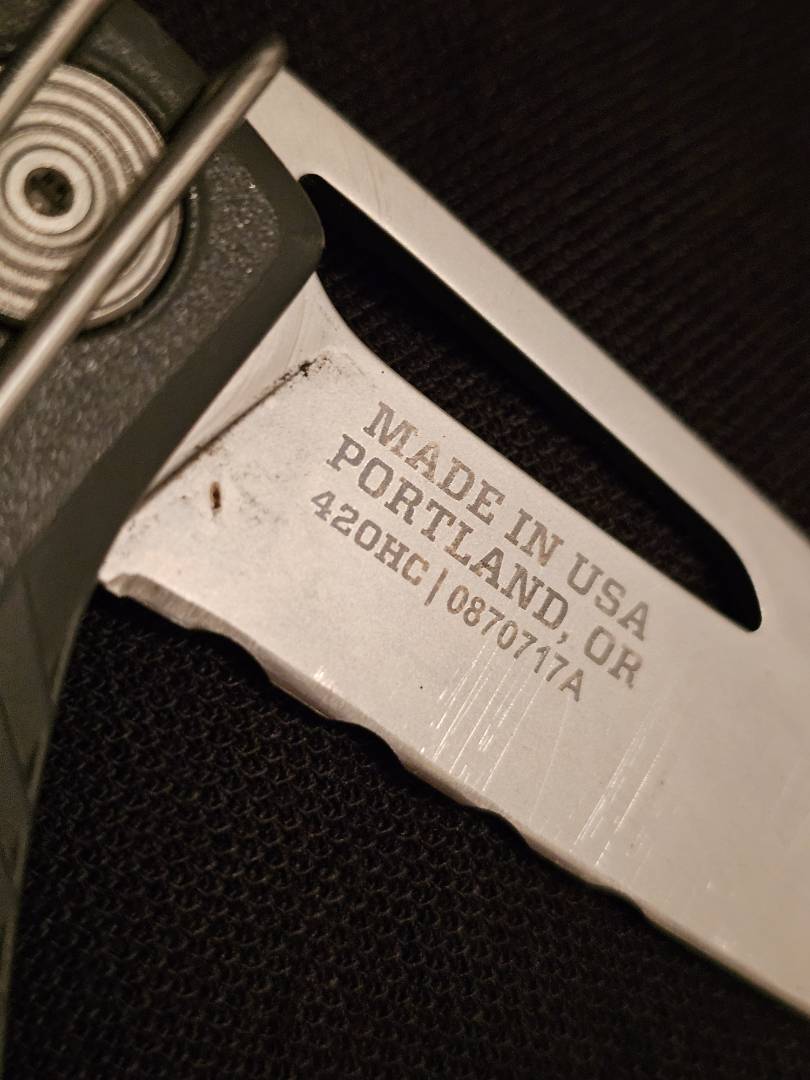 MADE IN USA
PORTLAND, OR
420HC | 0870717A